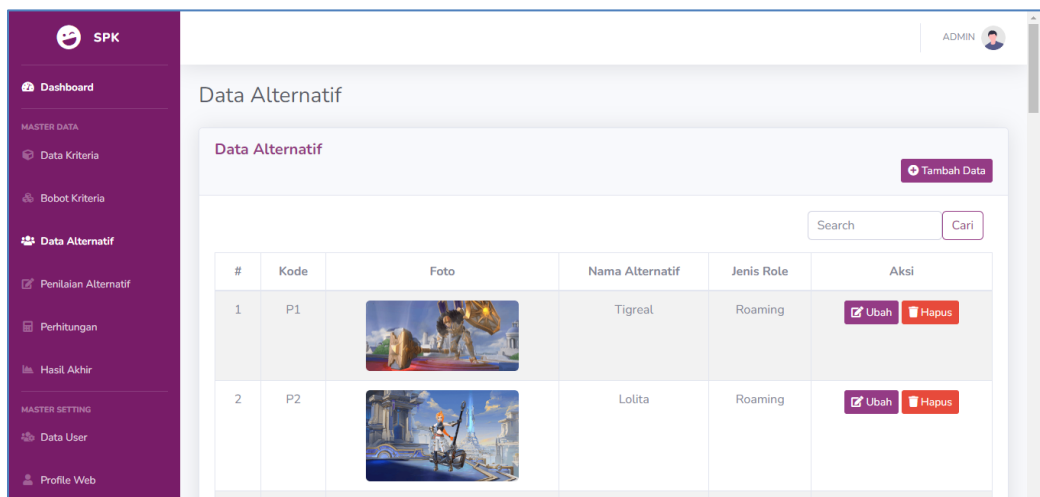 SPK
ADMIN
Dashboard
MASTER DATA
Data Kriteria
Bobot Kriteria
Data Alternatif
Penilaian Alternatif
Perhitungan
Hasil Akhir
MASTER SETTING
Data User
Profile Web
Data Alternatif
Data Alternatif
Tambah Data
Search Cari
# Kode Foto Nama Alternatif Jenis Role Aksi
1 P1 Tigreal Roaming Ubah Hapus
2 P2 Lolita Roaming Ubah Hapus